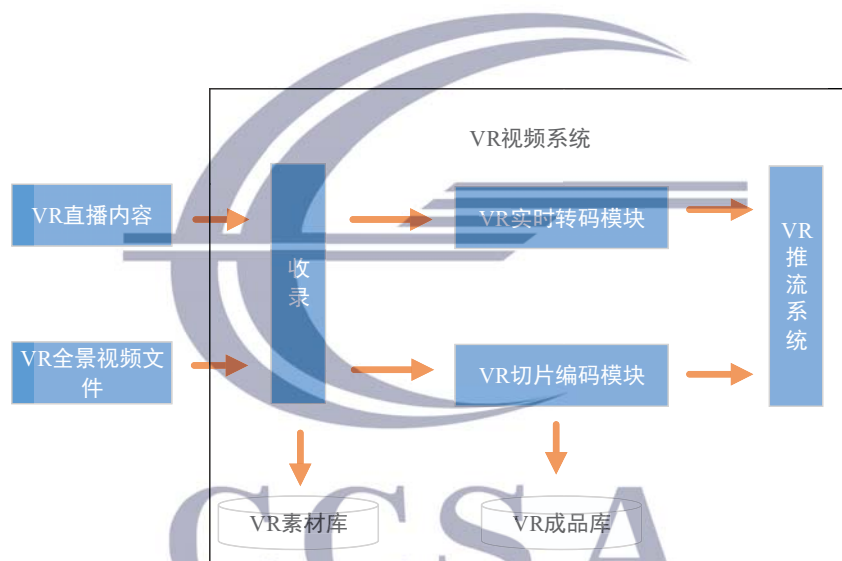 VR视频系统
VR直播内容
收
录
VR实时转码模块
VR
推
流
系
统
VR全景视频文
件
VR切片编码模块
VR素材库
VR成品库
CCSA